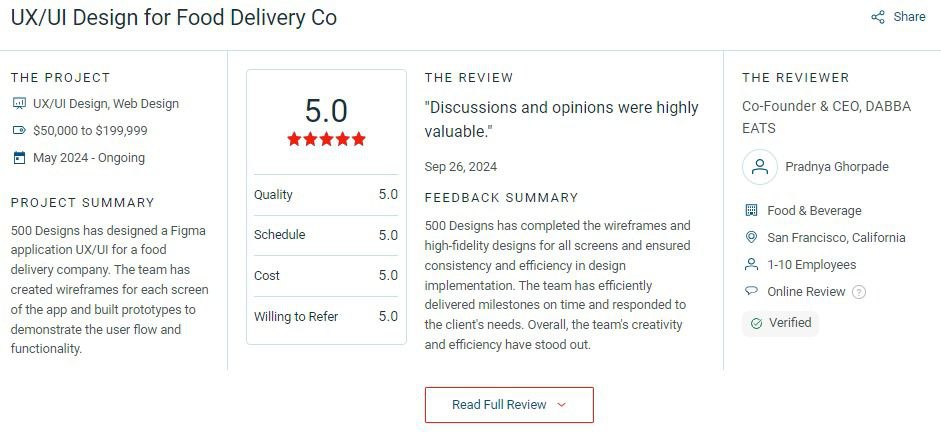 UX/UI Design for Food Delivery Co
Share
THE PROJECT
UX/UI Design, Web Design
$50,000 to $199,999
May 2024 - Ongoing
PROJECT SUMMARY
500 Designs has designed a Figma
application UX/UI for a food
delivery company. The team has
created wireframes for each screen
of the app and built prototypes to
demonstrate the user flow and
functionality.
5.0
Quality 5.0
Schedule 5.0
Cost 5.0
Willing to Refer 5.0
THE REVIEW
"Discussions and opinions were highly
valuable."
Sep 26, 2024
FEEDBACK SUMMARY
500 Designs has completed the wireframes and
high-fidelity designs for all screens and ensured
consistency and efficiency in design
implementation. The team has efficiently
delivered milestones on time and responded to
the client's needs. Overall, the team's creativity
and efficiency have stood out.
Read Full Review
THE REVIEWER
Co-Founder & CEO, DABBA
EATS
Pradnya Ghorpade
Food & Beverage
San Francisco, California
1-10 Employees
Online Review ?
Verified